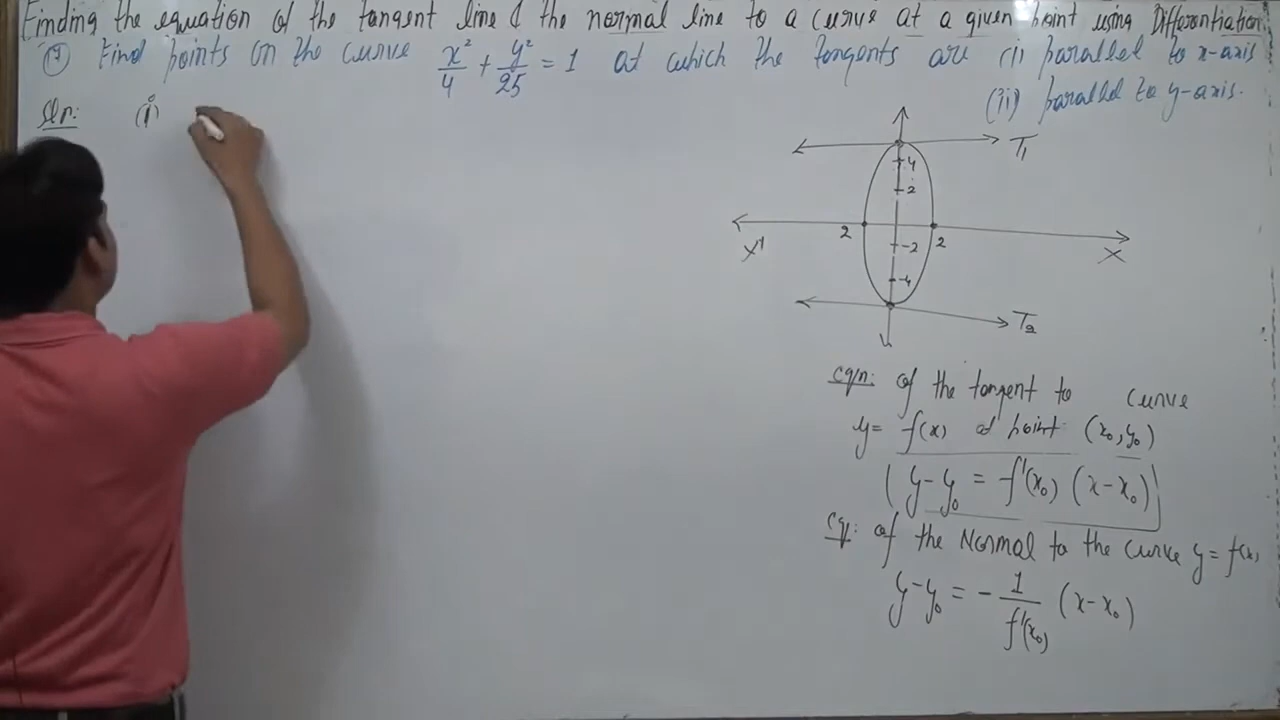 Finding the equation of the tangent line & the normal line to a curve at a given point using Differentiation
Q) Find points on the curve x²/4 + y²/25 = 1 at which the tangents are (i) parallel to x-axis
(ii) parallel to y-axis.
Sln: (i)
T₁
4
2
2
2
X'
X
-2
-4
T₂
eqn: of the tangent to curve
y = f(x) at point (x₀, y₀)
y-y₀ = f'(x₀) (x-x₀)
eq: of the Normal to the curve y = f(x)
y-y₀ = - 1/f'(x₀) (x-x₀)